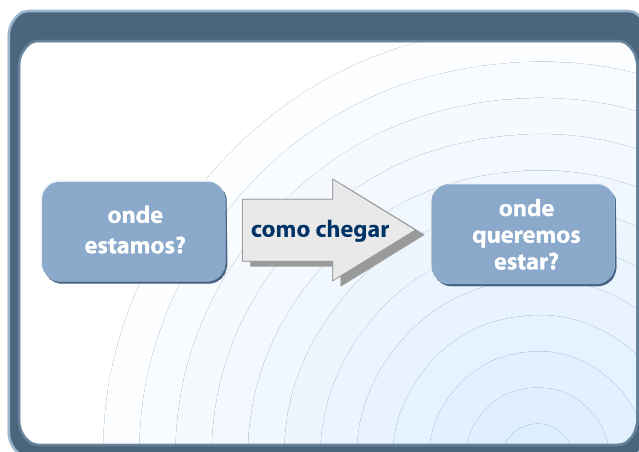 onde
estamos?
como chegar
onde
queremos
estar?